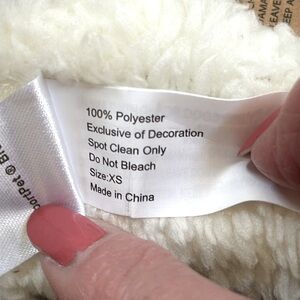 100% Polyester
Exclusive of Decoration
Spot Clean Only
Do Not Bleach
Size:XS
Made in China